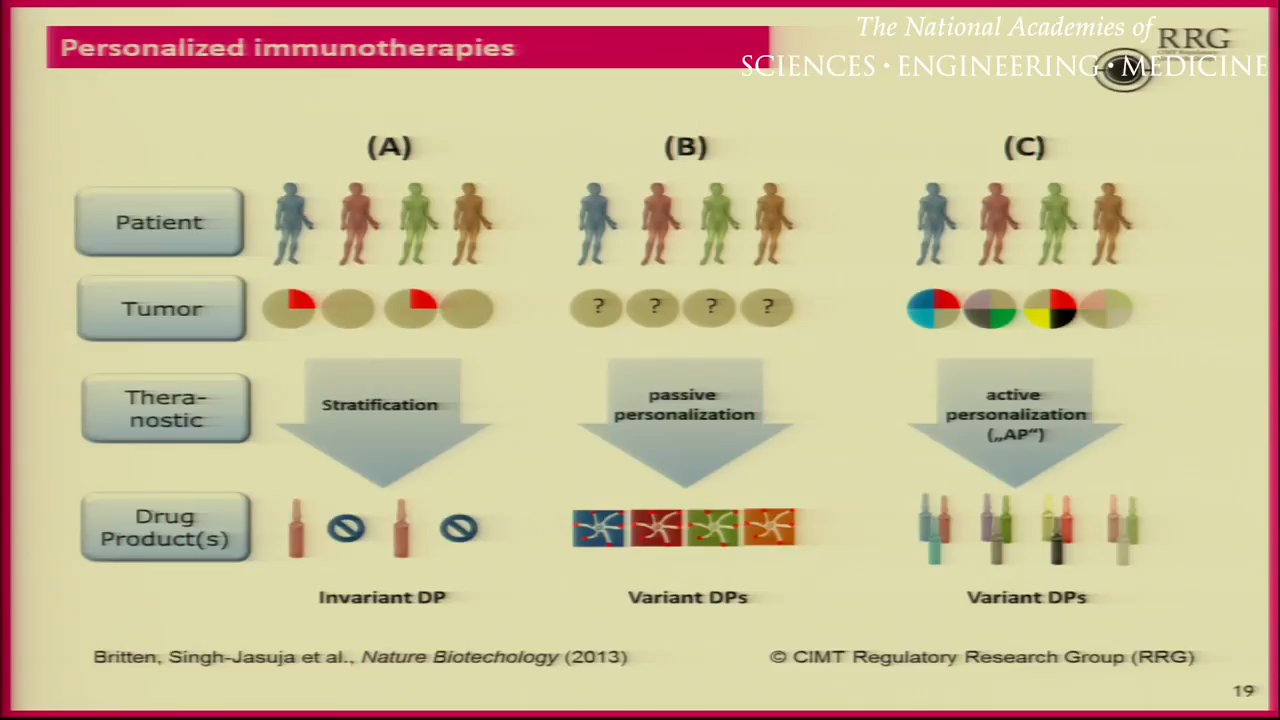 Personalized immunotherapies
The National Academies of
SCIENCES · ENGINEERING · MEDICINE
RRG
(A)
(B)
(C)
Patient
Tumor
? ? ? ?
Thera-
nostic
Stratification
passive
personalization
active
personalization
(„AP“)
Drug
Product(s)
Invariant DP
Variant DPs
Variant DPs
Britten, Singh-Jasuja et al., Nature Biotechology (2013)
© CIMT Regulatory Research Group (RRG)
19